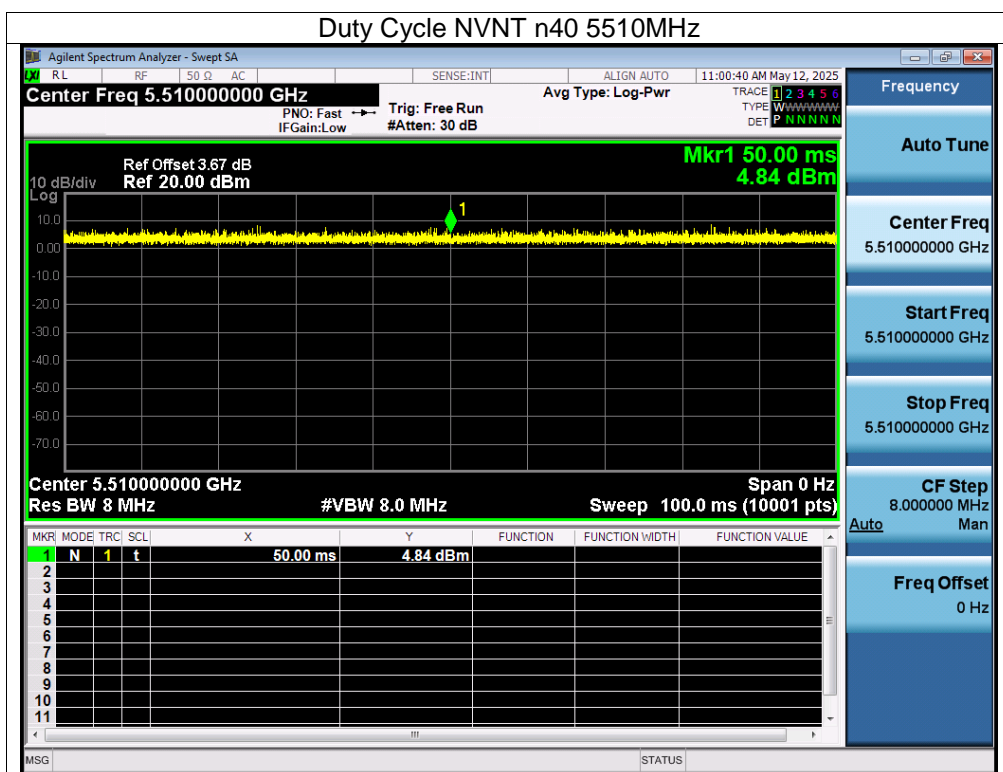 Duty Cycle NVNT n40 5510MHz
Agilent Spectrum Analyzer - Swept SA
LXI RL RF 50 Ω AC SENSE:INT ALIGN AUTO 11:00:40 AM May 12, 2025
Center Freq 5.510000000 GHz
Avg Type: Log-Pwr
TRACE 1 2 3 4 5 6
PNO: Fast
Trig: Free Run
TYPE WWWWWW
IFGain:Low
#Atten: 30 dB
DET P N N N N N
Frequency
Ref Offset 3.67 dB
Mkr1 50.00 ms
10 dB/div Ref 20.00 dBm
4.84 dBm
Log
10.0
1
0.00
-10.0
-20.0
-30.0
-40.0
-50.0
-60.0
-70.0
Center 5.510000000 GHz Span 0 Hz
Res BW 8 MHz #VBW 8.0 MHz Sweep 100.0 ms (10001 pts)
MKR MODE TRC SCL X Y FUNCTION FUNCTION WIDTH FUNCTION VALUE
1 N 1 t 50.00 ms 4.84 dBm
2
3
4
5
6
7
8
9
10
11
MSG STATUS
Auto Tune
Center Freq
5.510000000 GHz
Start Freq
5.510000000 GHz
Stop Freq
5.510000000 GHz
CF Step
8.000000 MHz
Auto Man
Freq Offset
0 Hz